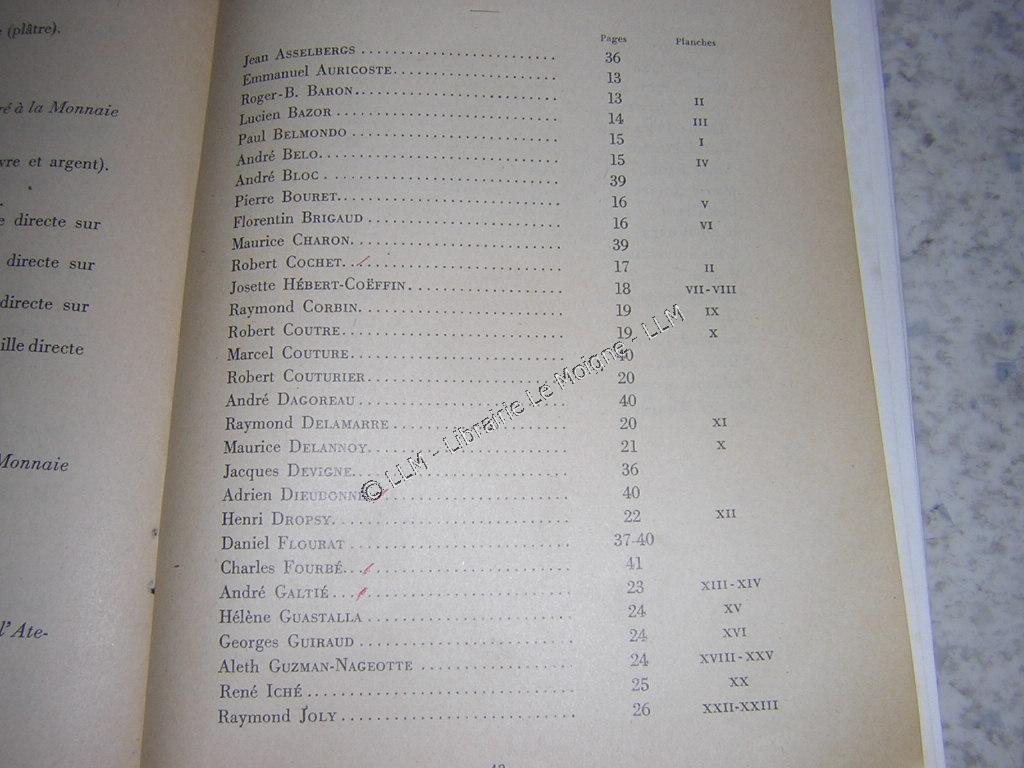 (plâtre).
ré à la Monnaie
vre et argent).
e directe sur
directe sur
directe sur
ille directe
Monnaie
l'Ate-
Pages Planches
Jean ASSELBERGS 36
Emmanuel AURICOSTE 13
Roger-B. BARON 13 II
Lucien BAZOR 14 III
Paul BELMONDO 15 I
André BELO 15 IV
André BLOC 39
Pierre BOURET 16 V
Florentin BRIGAUD 16 VI
Maurice CHARON 39
Robert COCHET 17 II
Josette HÉBERT-COËFFIN 18 VII-VIII
Raymond CORBIN 19 IX
Robert COUTRE 19 X
Marcel COUTURE 40
Robert COUTURIER 20
André DAGOREAU 40
Raymond DELAMARRE 20 XI
Maurice DELANNOY 21 X
Jacques DEVIGNE 36
Adrien DIEUDONNÉ 40
Henri DROPSY 22 XII
Daniel FLOURAT 37-40
Charles FOURBÉ 41
André GALTIÉ 23 XIII-XIV
Hélène GUASTALLA 24 XV
Georges GUIRAUD 24 XVI
Aleth GUZMAN-NAGEOTTE 24 XVIII-XXV
René ICHÉ 25 XX
Raymond JOLY 26 XXII-XXIII
© LLM - Librairie Le Moigne - LLM